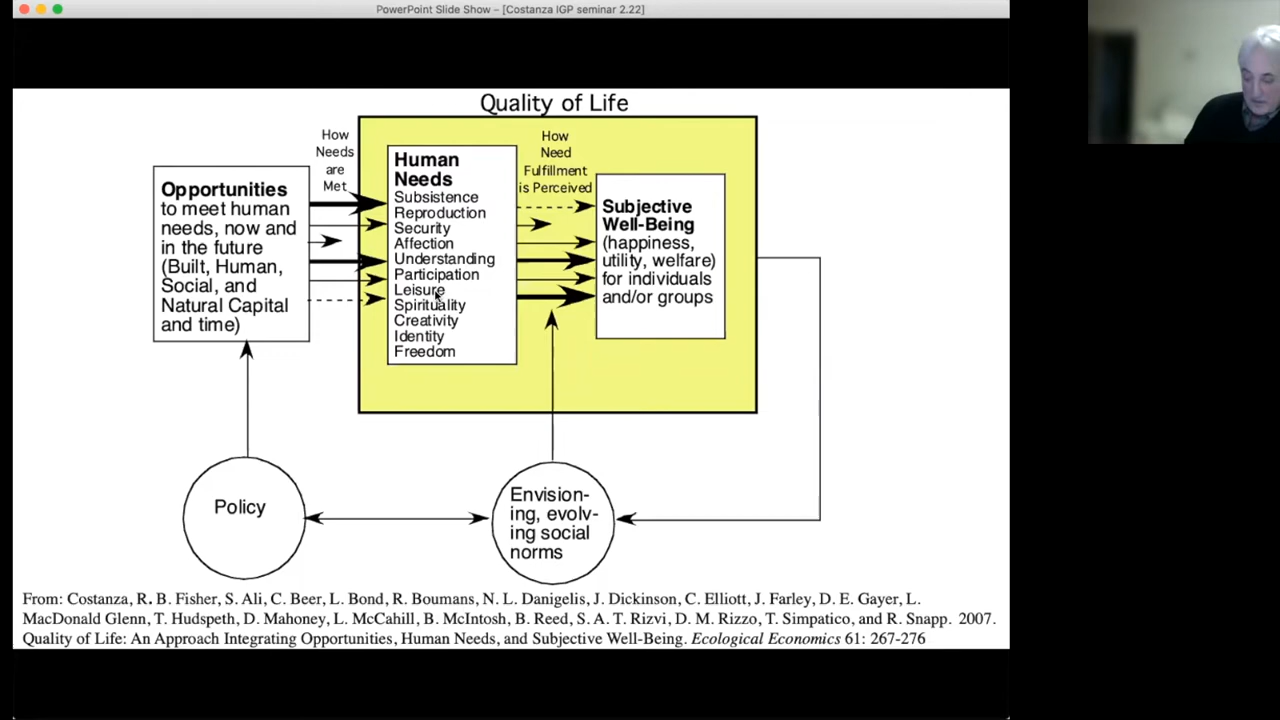 PowerPoint Slide Show – [Costanza IGP seminar 2.22]
Quality of Life
How
Needs
are
Met
Opportunities
to meet human
needs, now and
in the future
(Built, Human,
Social, and
Natural Capital
and time)
Human
Needs
Subsistence
Reproduction
Security
Affection
Understanding
Participation
Leisure
Spirituality
Creativity
Identity
Freedom
How
Need
Fulfillment
is Perceived
Subjective
Well-Being
(happiness,
utility, welfare)
for individuals
and/or groups
Policy
Envision-
ing, evolv-
ing social
norms
From: Costanza, R. B. Fisher, S. Ali, C. Beer, L. Bond, R. Boumans, N. L. Danigelis, J. Dickinson, C. Elliott, J. Farley, D. E. Gayer, L.
MacDonald Glenn, T. Hudspeth, D. Mahoney, L. McCahill, B. McIntosh, B. Reed, S. A. T. Rizvi, D. M. Rizzo, T. Simpatico, and R. Snapp. 2007.
Quality of Life: An Approach Integrating Opportunities, Human Needs, and Subjective Well-Being. Ecological Economics 61: 267-276